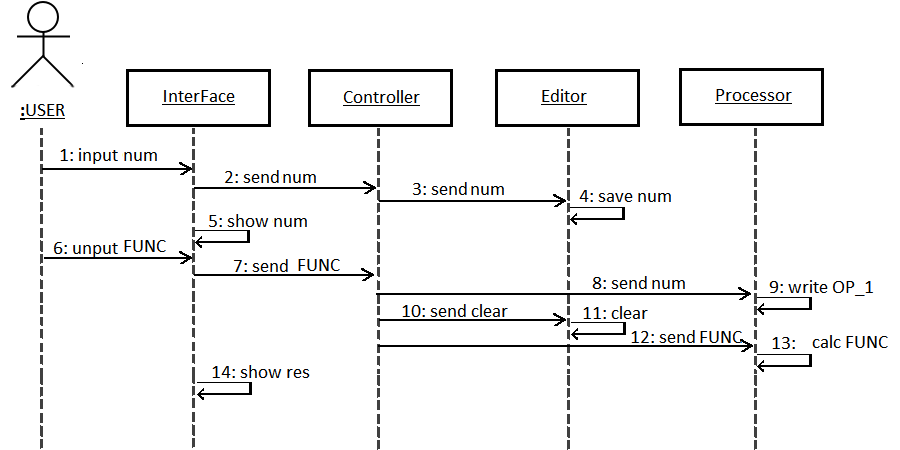 :USER
InterFace
Controller
Editor
Processor
1: input num
2: send num
3: send num
4: save num
5: show num
6: unput FUNC
7: send FUNC
8: send num
9: write OP_1
10: send clear
11: clear
12: send FUNC
13: calc FUNC
14: show res